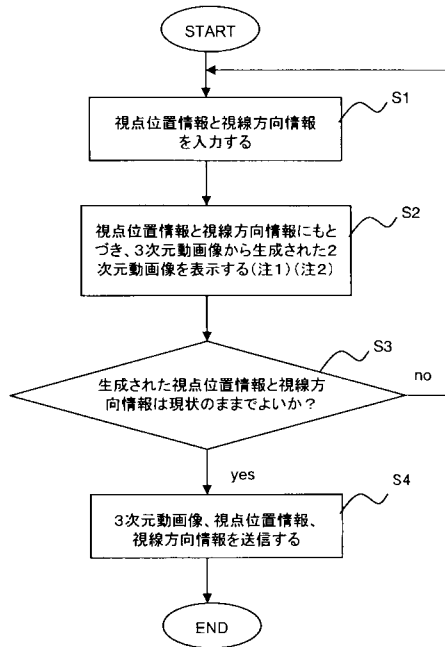 START
S1
視点位置情報と視線方向情報
を入力する
S2
視点位置情報と視線方向情報にもと
づき、3次元動画像から生成された2
次元動画像を表示する(注1)(注2)
S3
生成された視点位置情報と視線方
向情報は現状のままでよいか?
no
yes
S4
3次元動画像、視点位置情報、
視線方向情報を送信する
END